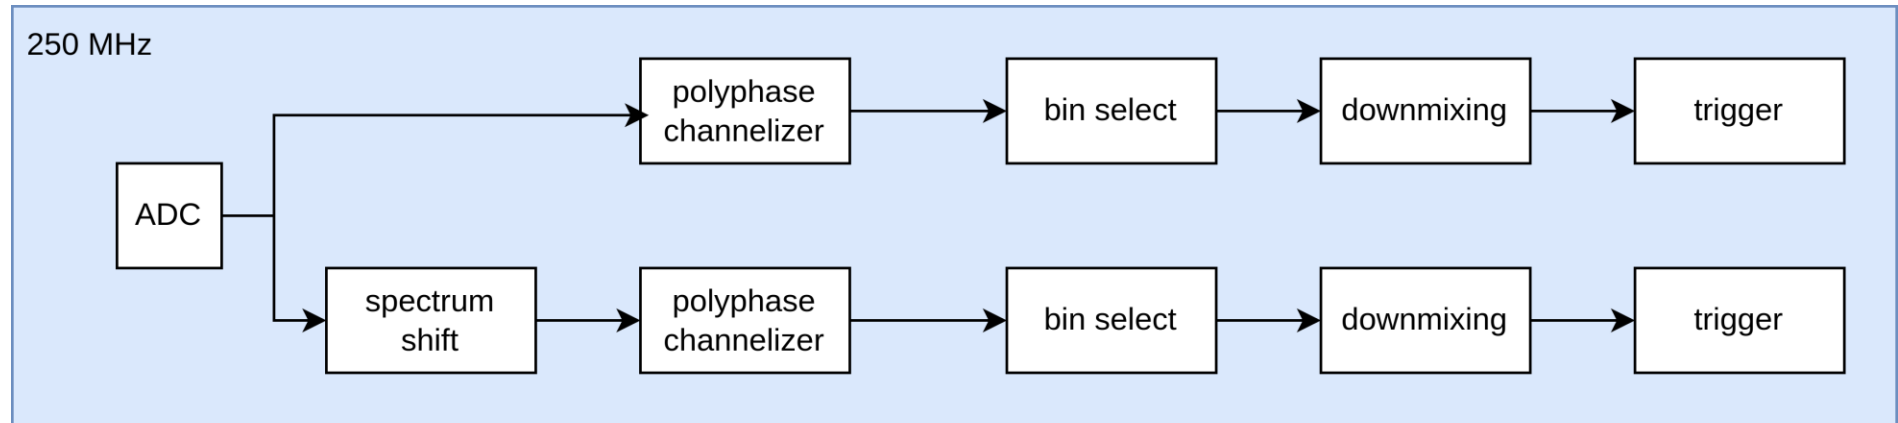 250 MHz
polyphase
channelizer
bin select
downmixing
trigger
ADC
spectrum
shift
polyphase
channelizer
bin select
downmixing
trigger